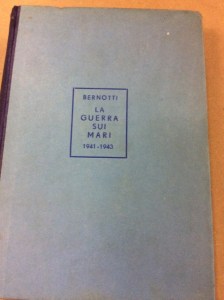 BERNOTTI
LA
GUERRA
SUI
MARI
1941-1943